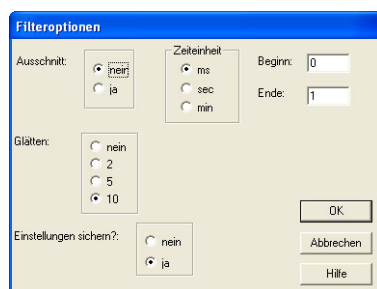 Filteroptionen
Ausschnitt:
nein
ja
Zeiteinheit
ms
sec
min
Beginn: 0
Ende: 1
Glätten:
nein
2
5
10
Einstellungen sichern?:
nein
ja
OK
Abbrechen
Hilfe